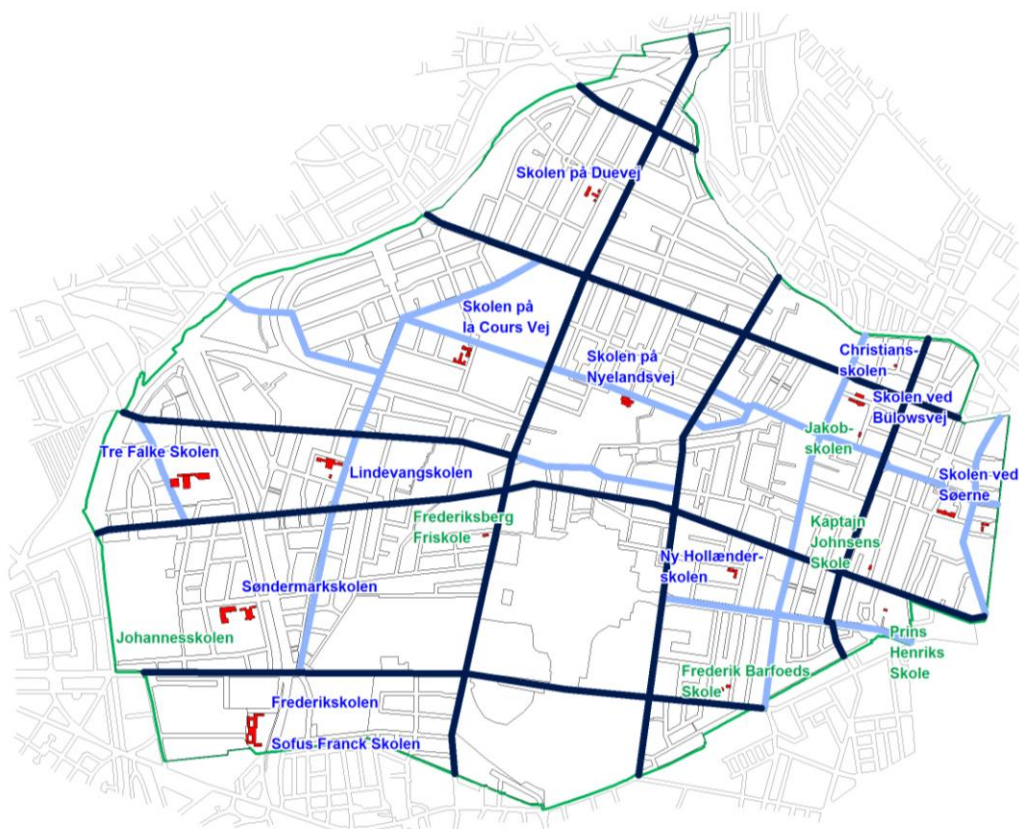 Skolen på Duevej
Skolen på
la Cours Vej
Skolen på
Nyelandsvej
Christians-
skolen
Skolen ved
Bülowsvej
Jakob-
skolen
Tre Falke Skolen
Lindevangskolen
Skolen ved
Søerne
Frederiksberg
Friskole
Kaptajn
Johnsens
Skole
Ny Hollænder-
skolen
Søndermarkskolen
Johannesskolen
Prins
Henriks
Skole
Frederik Barfoeds
Skole
Frederikskolen
Sofus Franck Skolen